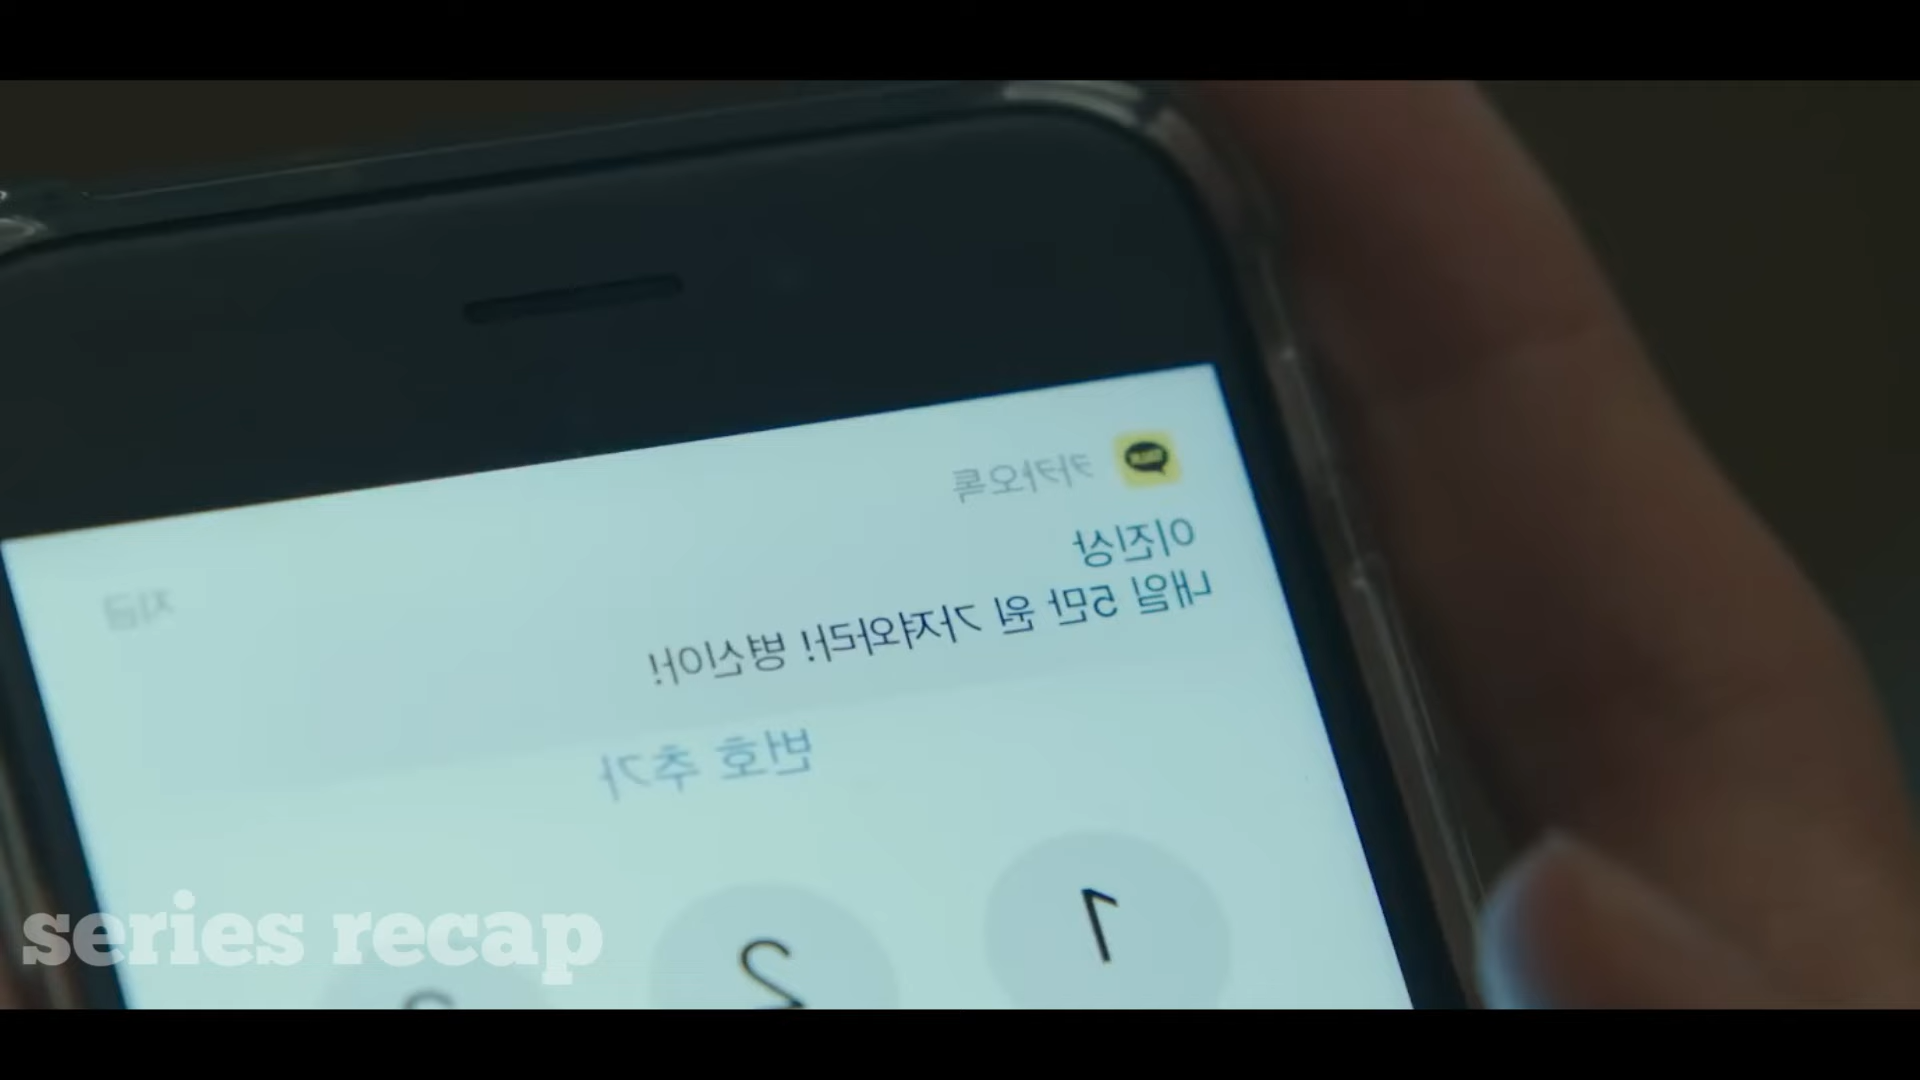 카카오톡
이진상
지금
내일 5만 원 가져와라! 병신아!
번호 추가
1
2
series recap